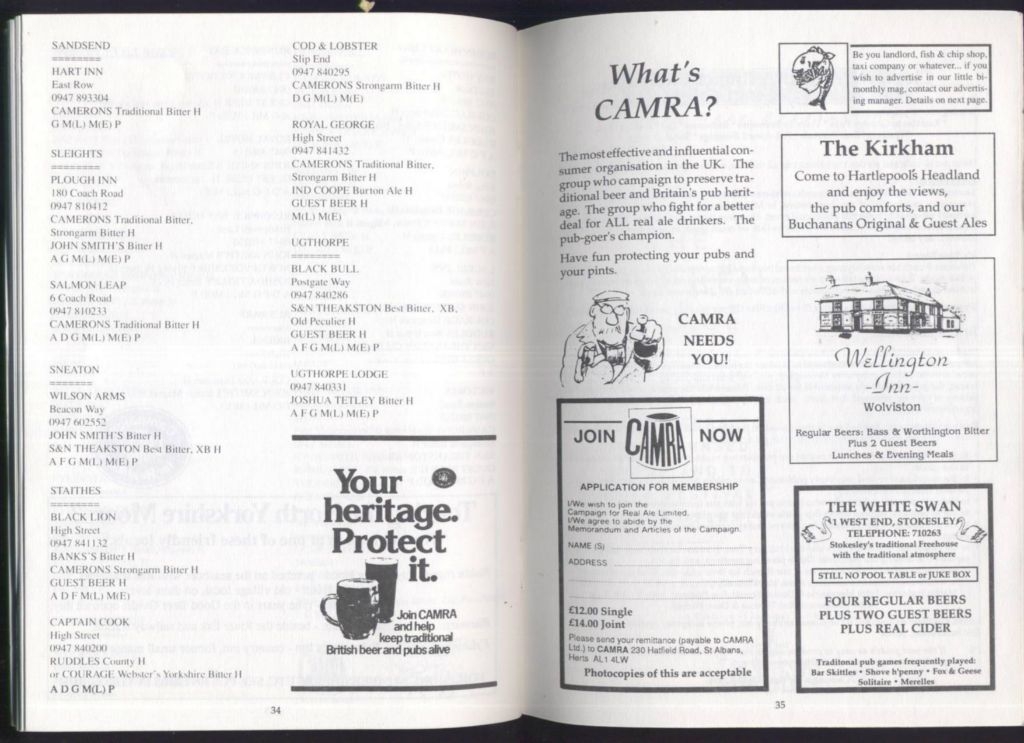 SANDSEND
========
HART INN
East Row
0947 893304
CAMERONS Traditional Bitter H
G M(L) M(E) P
SLEIGHTS
========
PLOUGH INN
180 Coach Road
0947 810412
CAMERONS Traditional Bitter,
Strongarm Bitter H
JOHN SMITH'S Bitter H
A G M(L) M(E) P
SALMON LEAP
6 Coach Road
0947 810233
CAMERONS Traditional Bitter H
A D G M(L) M(E) P
SNEATON
=======
WILSON ARMS
Beacon Way
0947 602552
JOHN SMITH'S Bitter H
S&N THEAKSTON Best Bitter, XB H
A F G M(L) M(E) P
STAITHES
========
BLACK LION
High Street
0947 841132
BANKS'S Bitter H
CAMERONS Strongarm Bitter H
GUEST BEER H
A D F M(L) M(E)
CAPTAIN COOK
High Street
0947 840200
RUDDLES County H
or COURAGE Webster's Yorkshire Bitter H
A D G M(L) P
COD & LOBSTER
Slip End
0947 840295
CAMERONS Strongarm Bitter H
D G M(L) M(E)
ROYAL GEORGE
High Street
0947 841432
CAMERONS Traditional Bitter,
Strongarm Bitter H
IND COOPE Burton Ale H
GUEST BEER H
M(L) M(E)
UGTHORPE
========
BLACK BULL
Postgate Way
0947 840286
S&N THEAKSTON Best Bitter, XB,
Old Peculier H
GUEST BEER H
A F G M(L) M(E) P
UGTHORPE LODGE
0947 840331
JOSHUA TETLEY Bitter H
A F G M(L) M(E) P
Your
heritage.
Protect
it.
Join CAMRA
and help
keep traditional
British beer and pubs alive
34
What's
CAMRA?
The most effective and influential con-
sumer organisation in the UK. The
group who campaign to preserve tra-
ditional beer and Britain's pub herit-
age. The group who fight for a better
deal for ALL real ale drinkers. The
pub-goer's champion.
Have fun protecting your pubs and
your pints.
CAMRA
NEEDS
YOU!
JOIN CAMRA NOW
APPLICATION FOR MEMBERSHIP
I/We wish to join the
Campaign for Real Ale Limited.
I/We agree to abide by the
Memorandum and Articles of the Campaign.
NAME (S)
ADDRESS
£12.00 Single
£14.00 Joint
Please send your remittance (payable to CAMRA
Ltd.) to CAMRA 230 Hatfield Road, St Albans,
Herts AL1 4LW
Photocopies of this are acceptable
Be you landlord, fish & chip shop,
taxi company or whatever... if you
wish to advertise in our little bi-
monthly mag, contact our advertis-
ing manager. Details on next page.
The Kirkham
Come to Hartlepool's Headland
and enjoy the views,
the pub comforts, and our
Buchanans Original & Guest Ales
Wellington
-Inn-
Wolviston
Regular Beers: Bass & Worthington Bitter
Plus 2 Guest Beers
Lunches & Evening Meals
THE WHITE SWAN
1 WEST END, STOKESLEY
TELEPHONE: 710263
Stokesley's traditional Freehouse
with the traditional atmosphere
STILL NO POOL TABLE or JUKE BOX
FOUR REGULAR BEERS
PLUS TWO GUEST BEERS
PLUS REAL CIDER
Traditonal pub games frequently played:
Bar Skittles • Shove h'penny • Fox & Geese
Solitaire • Merelles
35